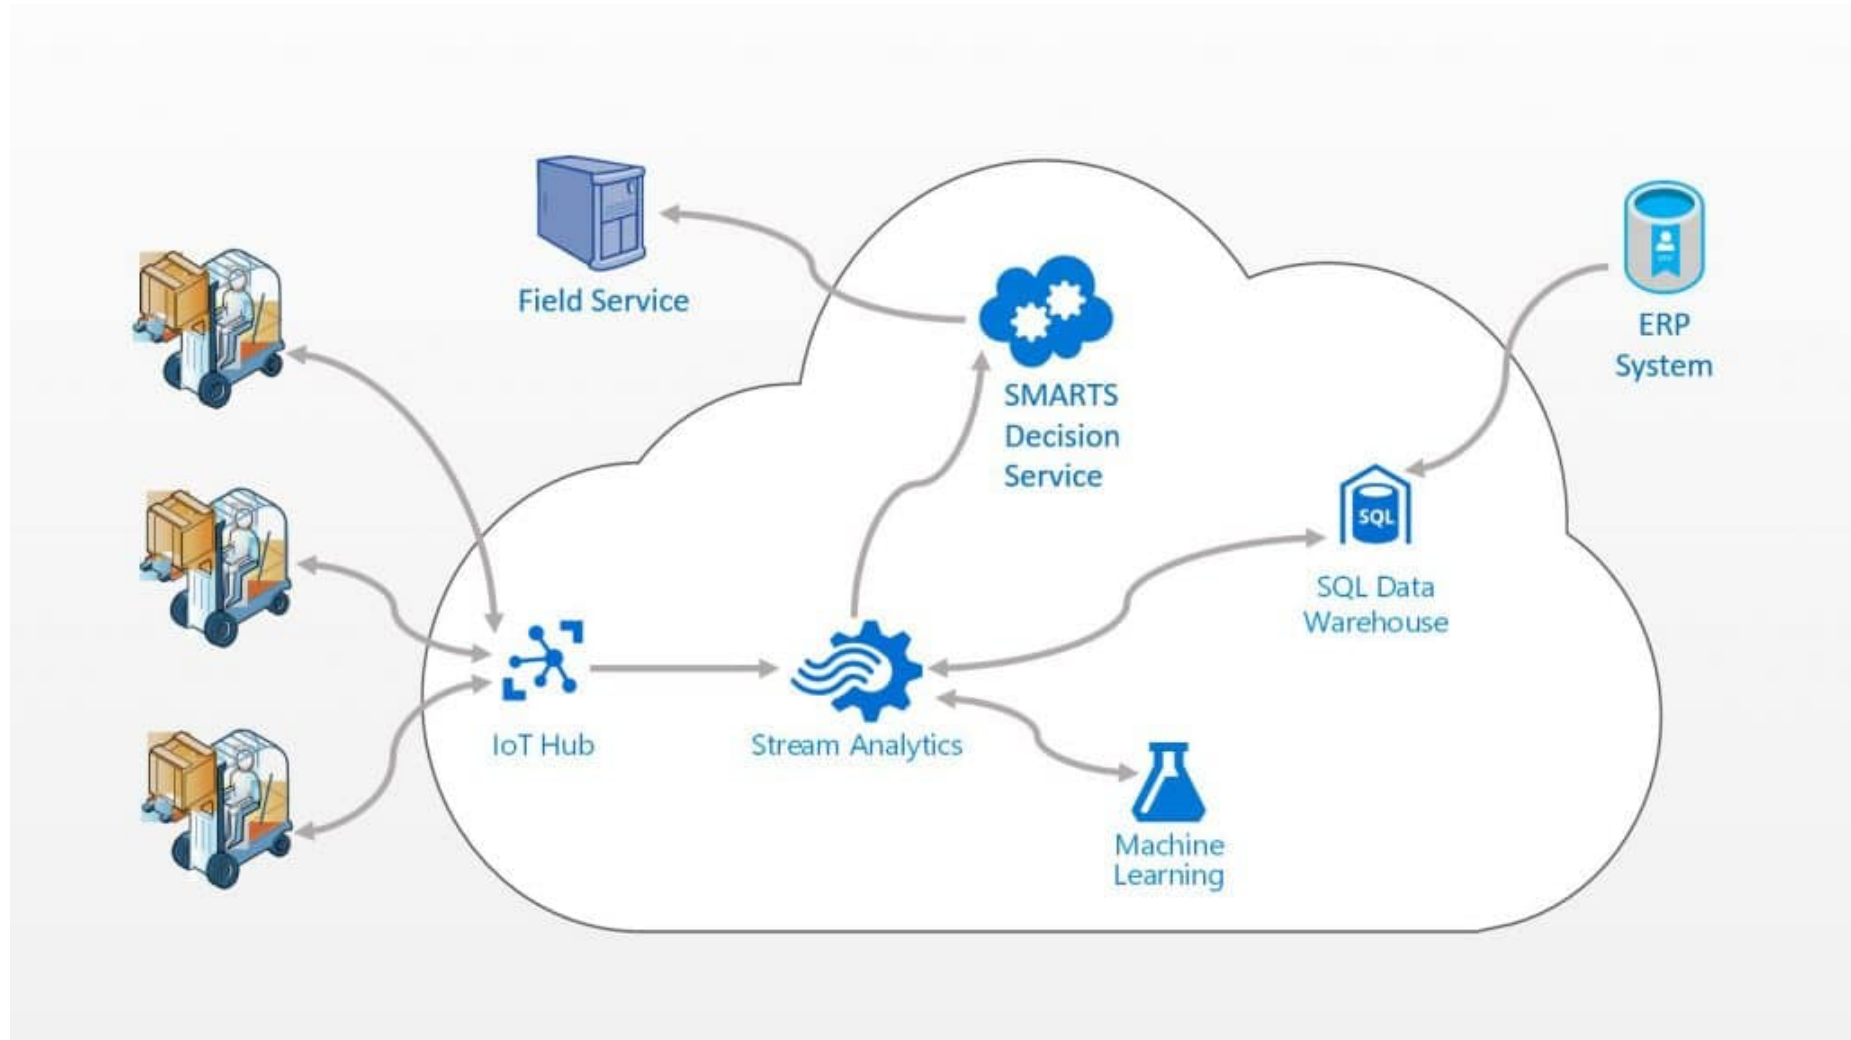 Field Service
ERP
System
SMARTS
Decision
Service
SQL
SQL Data
Warehouse
IoT Hub
Stream Analytics
Machine
Learning